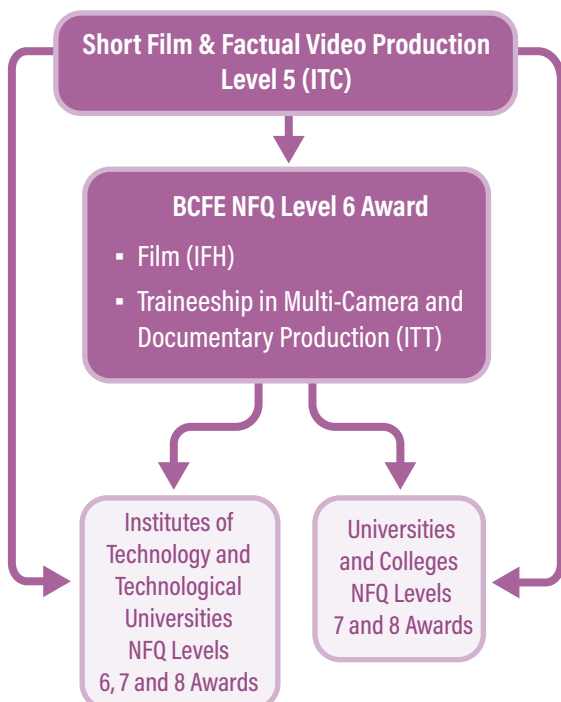 Short Film & Factual Video Production
Level 5 (ITC)
BCFE NFQ Level 6 Award
▪ Film (IFH)
▪ Traineeship in Multi-Camera and
Documentary Production (ITT)
Institutes of
Technology and
Technological
Universities
NFQ Levels
6, 7 and 8 Awards
Universities
and Colleges
NFQ Levels
7 and 8 Awards